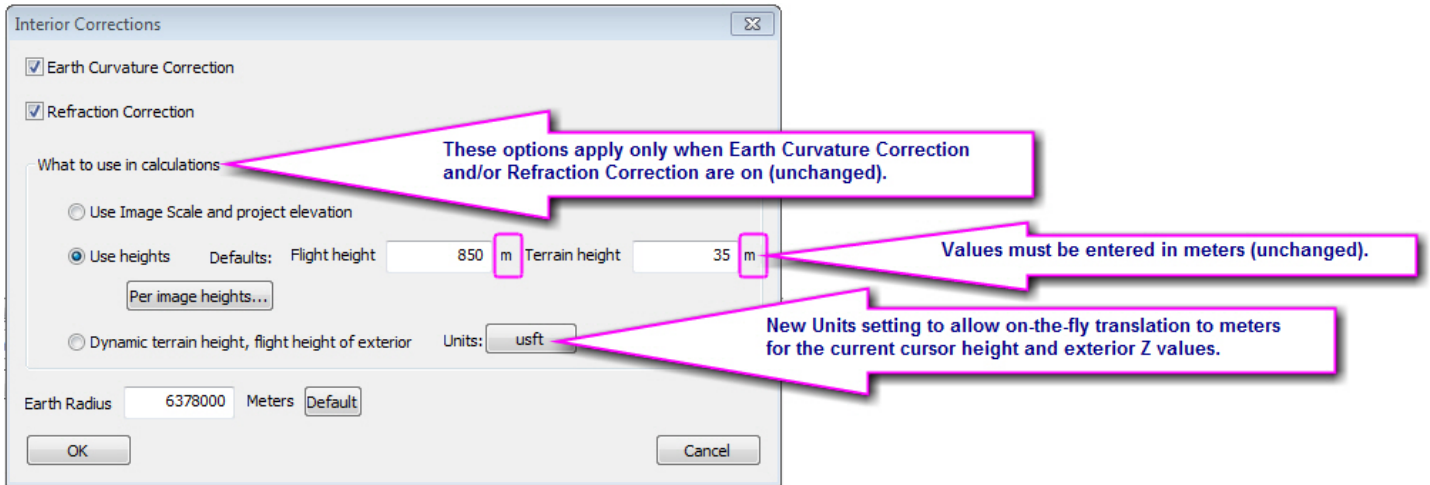 Interior Corrections
Earth Curvature Correction
Refraction Correction
These options apply only when Earth Curvature Correction
and/or Refraction Correction are on (unchanged).
What to use in calculations
Use Image Scale and project elevation
Use heights Defaults: Flight height 850 m Terrain height 35 m
Values must be entered in meters (unchanged).
Per image heights...
New Units setting to allow on-the-fly translation to meters
for the current cursor height and exterior Z values.
Dynamic terrain height, flight height of exterior Units: usft
Earth Radius 6378000 Meters Default
OK Cancel